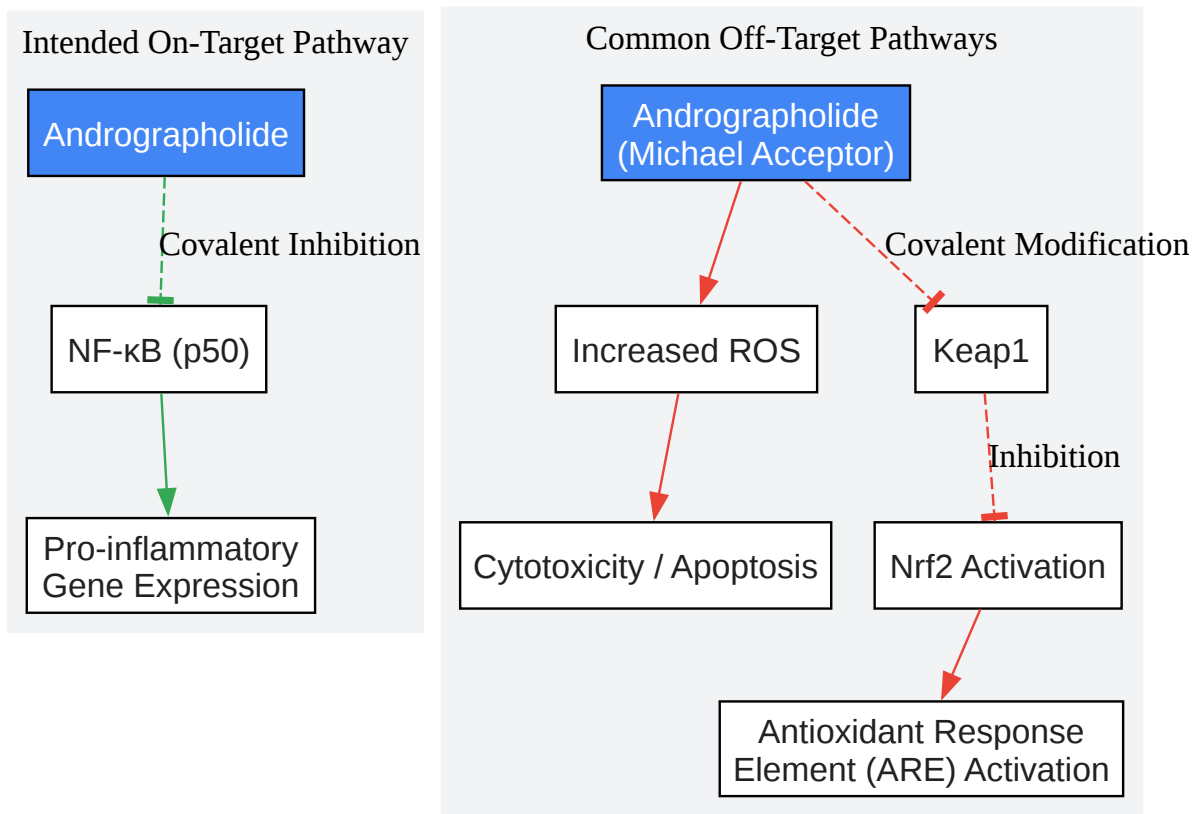 Intended On-Target Pathway
Andrographolide
Covalent Inhibition
NF-κB (p50)
Pro-inflammatory
Gene Expression
Common Off-Target Pathways
Andrographolide
(Michael Acceptor)
Covalent Modification
Increased ROS
Keap1
Inhibition
Cytotoxicity / Apoptosis
Nrf2 Activation
Antioxidant Response
Element (ARE) Activation